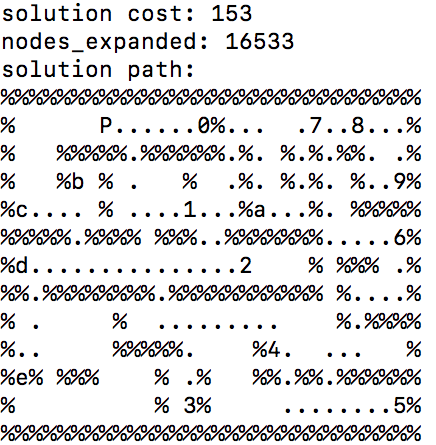 solution cost: 153
nodes_expanded: 16533
solution path:
%%%%%%%%%%%%%%%%%%%%%%%%%%%%%%
%      P......0%...  .7..8...%
%   %%%%%.%%%%%%.%. %.%.%%. .%
%   %b % .   %  .%. %.%. %..9%
%c.... % ....1...%a...%. %%%%%
%%%%%.%%%% %%%..%%%%%%%.....6%
%d...............2    % %%% .%
%%.%%%%%%%%.%%%%%%%%%%% %....%
% .     %  .........    %.%%%%
%..     %%%%%.    %4.  ...   %
%e% %%%    % .%   %%.%%.%%%%%%
%          % 3%     ........5%
%%%%%%%%%%%%%%%%%%%%%%%%%%%%%%